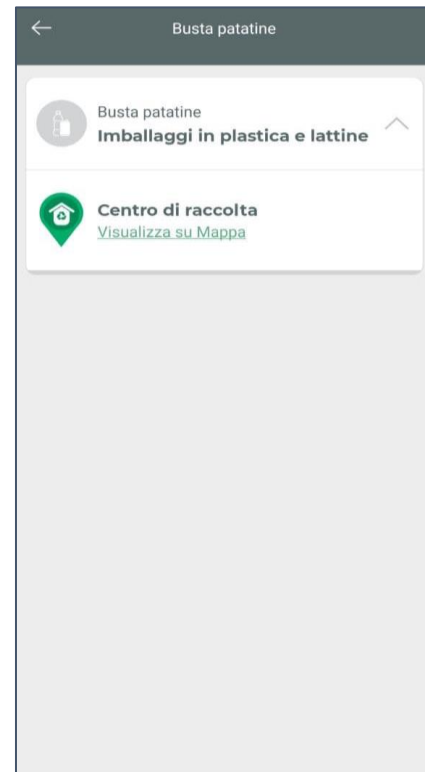 Busta patatine
Busta patatine
Imballaggi in plastica e lattine
Centro di raccolta
Visualizza su Mappa